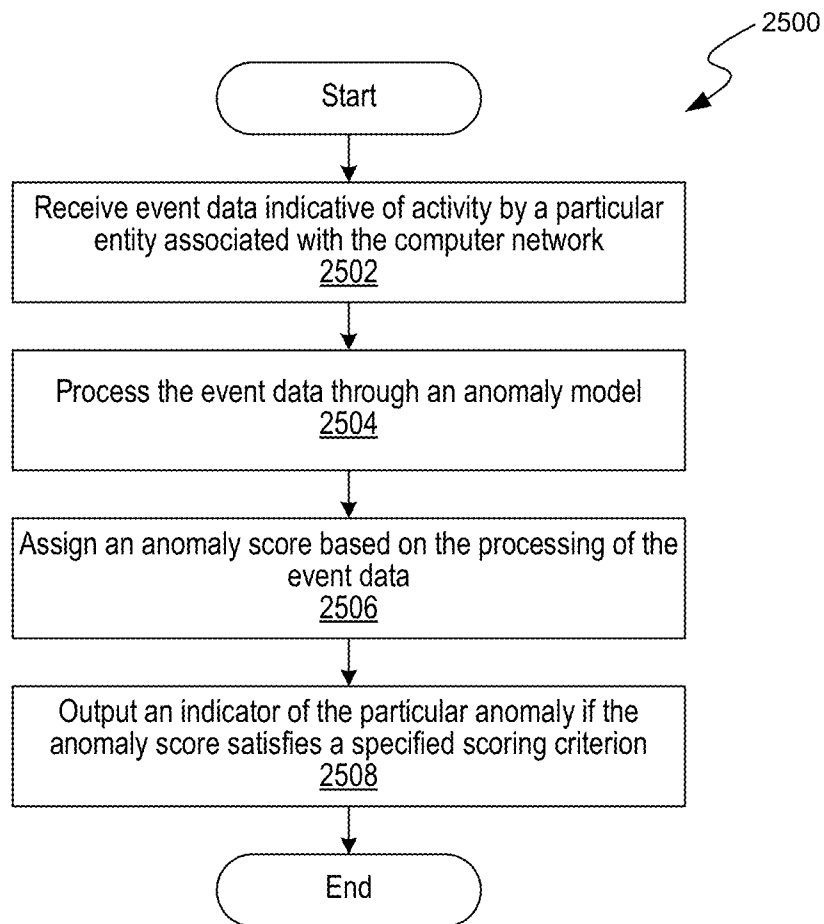 2500
Start
Receive event data indicative of activity by a particular
entity associated with the computer network
2502
Process the event data through an anomaly model
2504
Assign an anomaly score based on the processing of the
event data
2506
Output an indicator of the particular anomaly if the
anomaly score satisfies a specified scoring criterion
2508
End